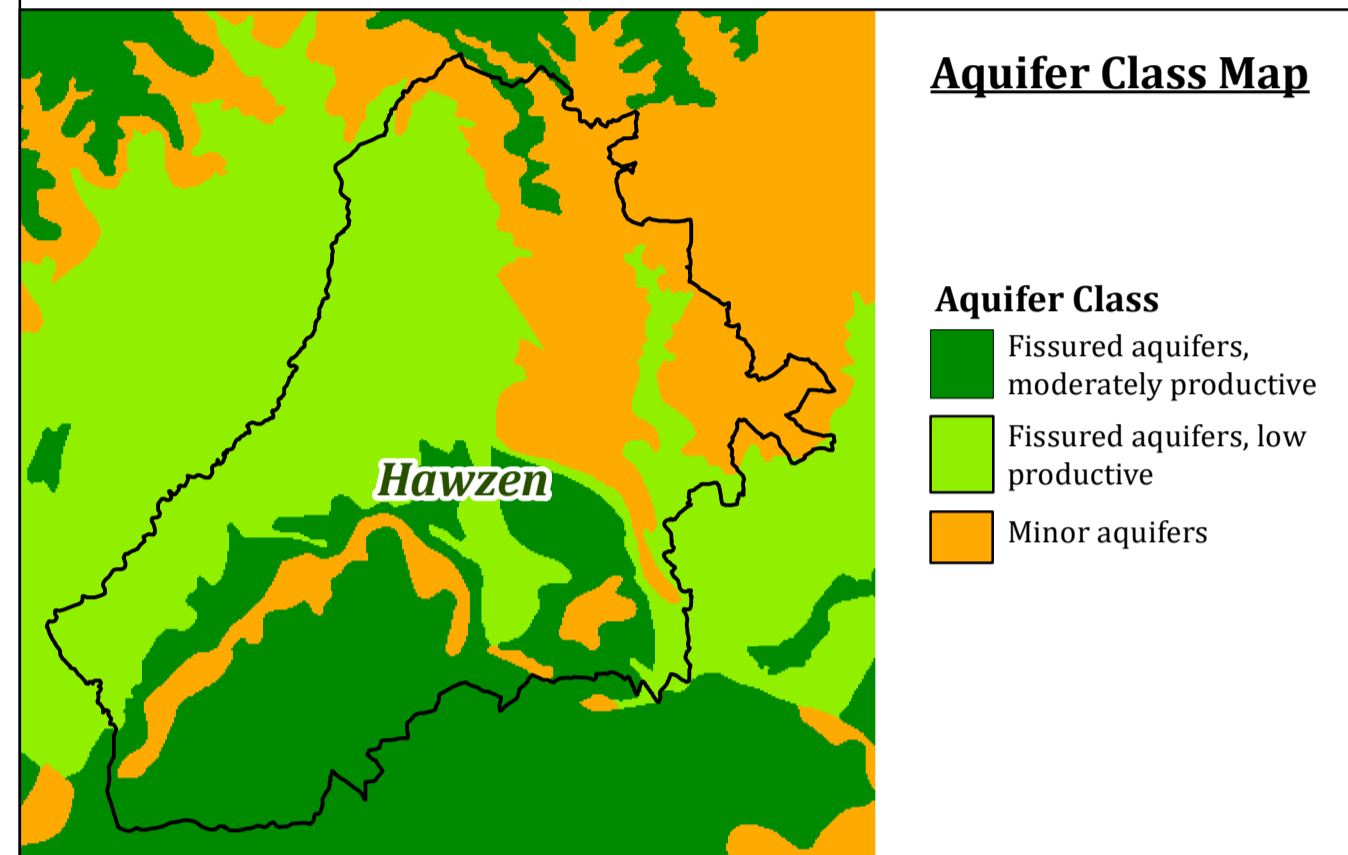 Aquifer Class Map
Aquifer Class
Fissured aquifers,
moderately productive
Fissured aquifers, low
productive
Minor aquifers
Hawzen